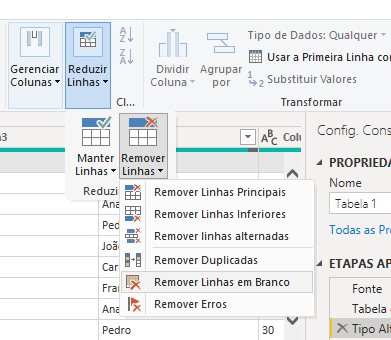 Gerenciar Colunas
Reduzir Linhas
Cl...
Dividir Coluna
Agrupar por
Tipo de Dados: Qualquer
Usar a Primeira Linha co
Substituir Valores
Transformar
Manter Linhas
Remover Linhas
Reduzi
a3
ABC Colu
Config. Cons
PROPRIEDA
Nome
Tabela 1
Todas as Pro
ETAPAS AP
Fonte
Tabela
Tipo Alt
Remover Linhas Principais
Remover Linhas Inferiores
Remover linhas alternadas
Remover Duplicadas
Remover Linhas em Branco
Remover Erros
Ana
Ped
João
Car
Fran
Ana
Pedro
30